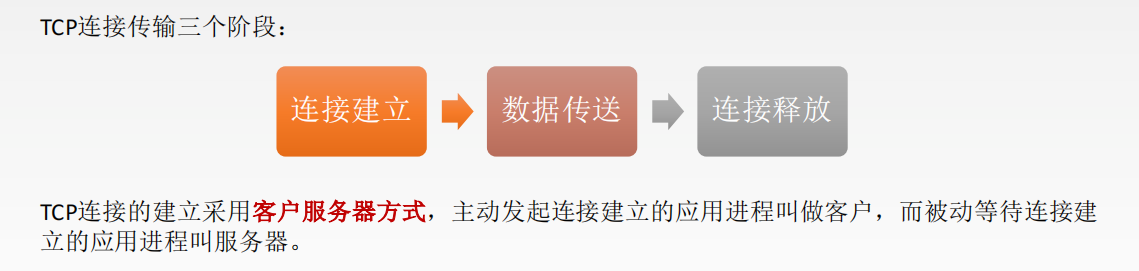 TCP连接传输三个阶段：
连接建立
数据传送
连接释放
TCP连接的建立采用客户服务器方式，主动发起连接建立的应用进程叫做客户，而被动等待连接建
立的应用进程叫服务器。